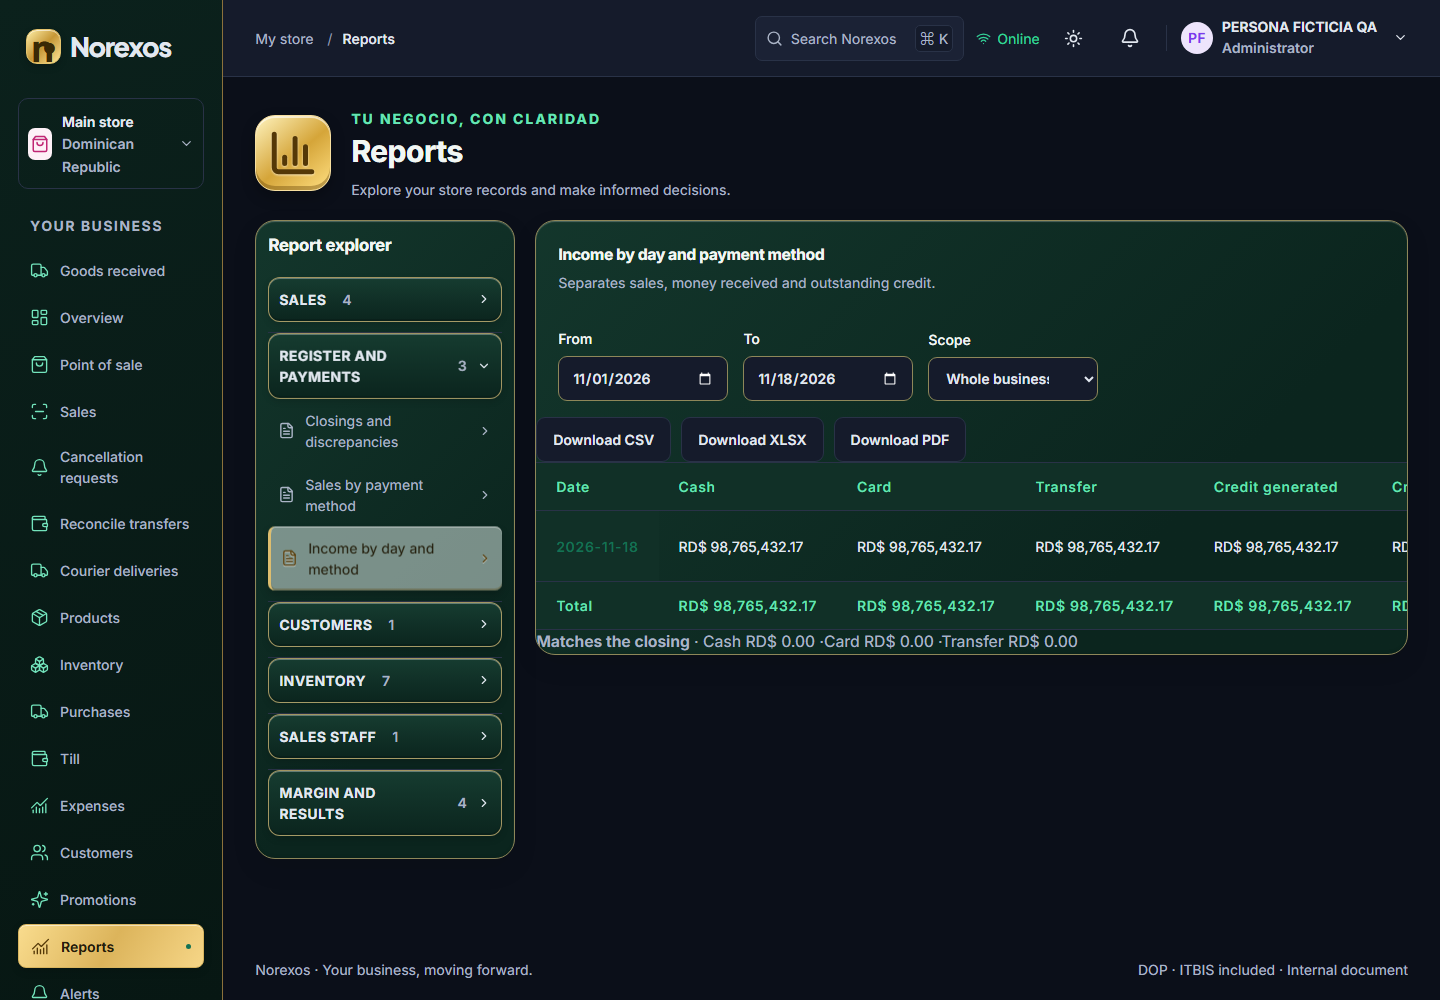 Norexos
My store / Reports
Search Norexos ⌘ K
Online
PF
PERSONA FICTICIA QA
Administrator
Main store
Dominican
Republic
YOUR BUSINESS
Goods received
Overview
Point of sale
Sales
Cancellation
requests
Reconcile transfers
Courier deliveries
Products
Inventory
Purchases
Till
Expenses
Customers
Promotions
Reports
Alerts
TU NEGOCIO, CON CLARIDAD
Reports
Explore your store records and make informed decisions.
Report explorer
SALES 4
REGISTER AND
PAYMENTS 3
Closings and
discrepancies
Sales by payment
method
Income by day and
method
CUSTOMERS 1
INVENTORY 7
SALES STAFF 1
MARGIN AND
RESULTS 4
Income by day and payment method
Separates sales, money received and outstanding credit.
From To Scope
11/01/2026 11/18/2026 Whole business
Download CSV Download XLSX Download PDF
Date Cash Card Transfer Credit generated Cr
2026-11-18 RD$ 98,765,432.17 RD$ 98,765,432.17 RD$ 98,765,432.17 RD$ 98,765,432.17 RD
Total RD$ 98,765,432.17 RD$ 98,765,432.17 RD$ 98,765,432.17 RD$ 98,765,432.17 RD
Matches the closing · Cash RD$ 0.00 ·Card RD$ 0.00 ·Transfer RD$ 0.00
Norexos · Your business, moving forward.
DOP · ITBIS included · Internal document